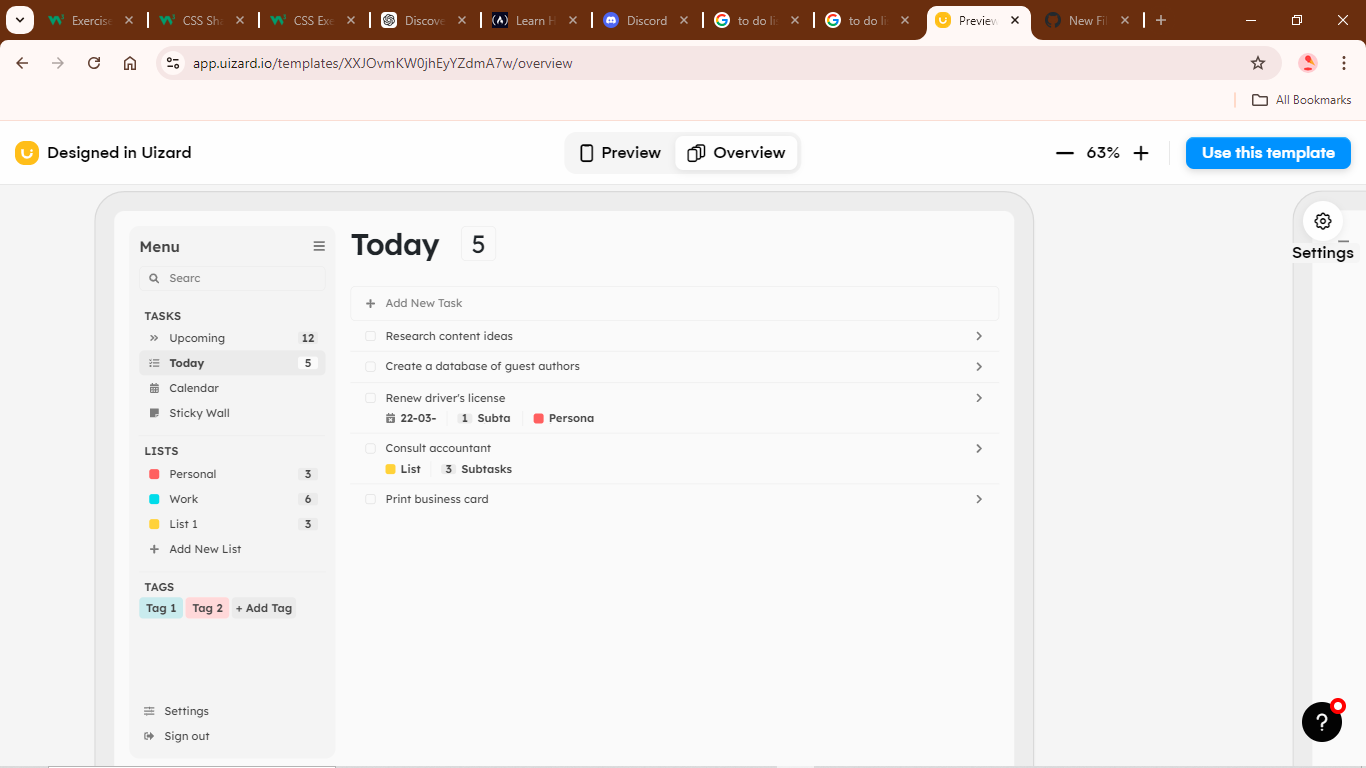 Exercise
CSS Sha
CSS Exe
Discove
Learn H
Discord
to do lis
to do lis
Preview
New Fil
app.uizard.io/templates/XXJOvmKW0jhEyYZdmA7w/overview
All Bookmarks
Designed in Uizard
Preview
Overview
63%
Use this template
Settings
Menu
Searc
TASKS
Upcoming 12
Today 5
Calendar
Sticky Wall
LISTS
Personal 3
Work 6
List 1 3
+ Add New List
TAGS
Tag 1 Tag 2 + Add Tag
Settings
Sign out
Today 5
+ Add New Task
Research content ideas
Create a database of guest authors
Renew driver's license
22-03- 1 Subta Persona
Consult accountant
List 3 Subtasks
Print business card
?